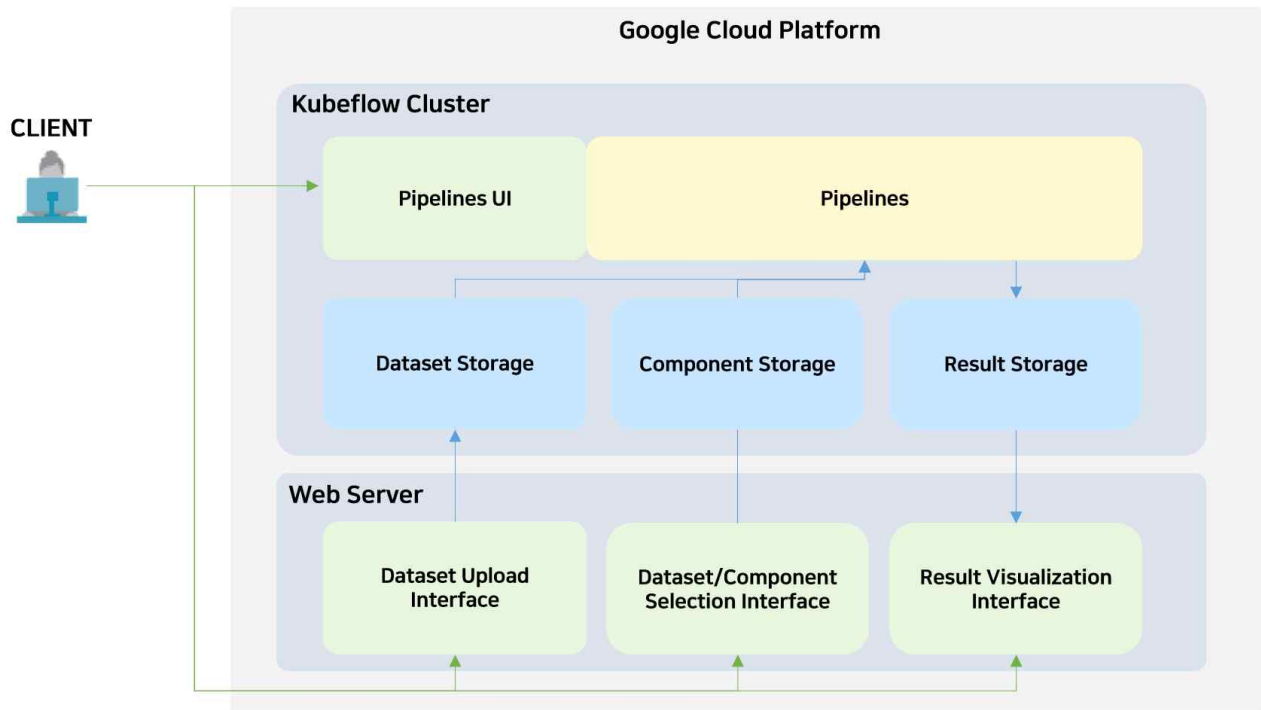 Google Cloud Platform
Kubeflow Cluster
CLIENT
Pipelines UI
Pipelines
Dataset Storage
Component Storage
Result Storage
Web Server
Dataset Upload
Interface
Dataset/Component
Selection Interface
Result Visualization
Interface